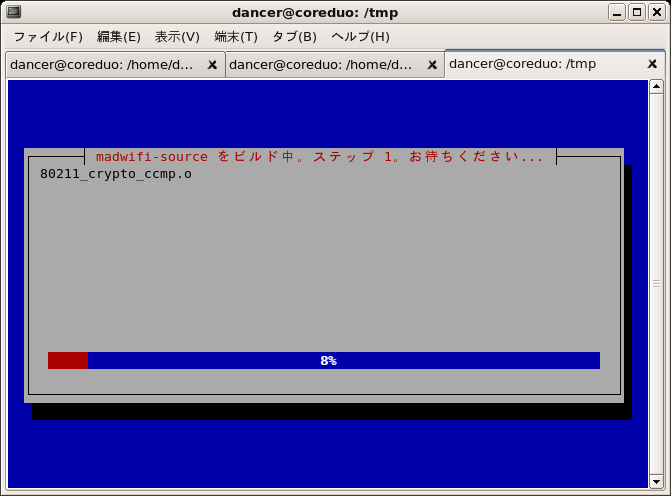 dancer@coreduo: /tmp
ファイル(F) 編集(E) 表示(V) 端末(T) タブ(B) ヘルプ(H)
dancer@coreduo: /home/d... dancer@coreduo: /home/d... dancer@coreduo: /tmp
madwifi-source をビルド中。ステップ 1。お待ちください...
80211_crypto_ccmp.o
8%